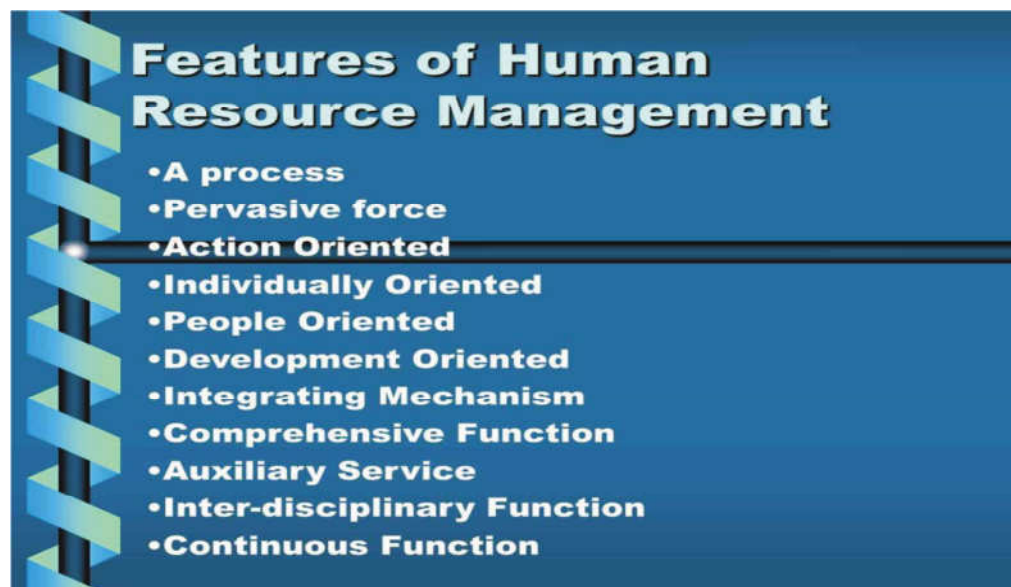 Features of Human
Resource Management
•A process
•Pervasive force
•Action Oriented
•Individually Oriented
•People Oriented
•Development Oriented
•Integrating Mechanism
•Comprehensive Function
•Auxiliary Service
•Inter-disciplinary Function
•Continuous Function